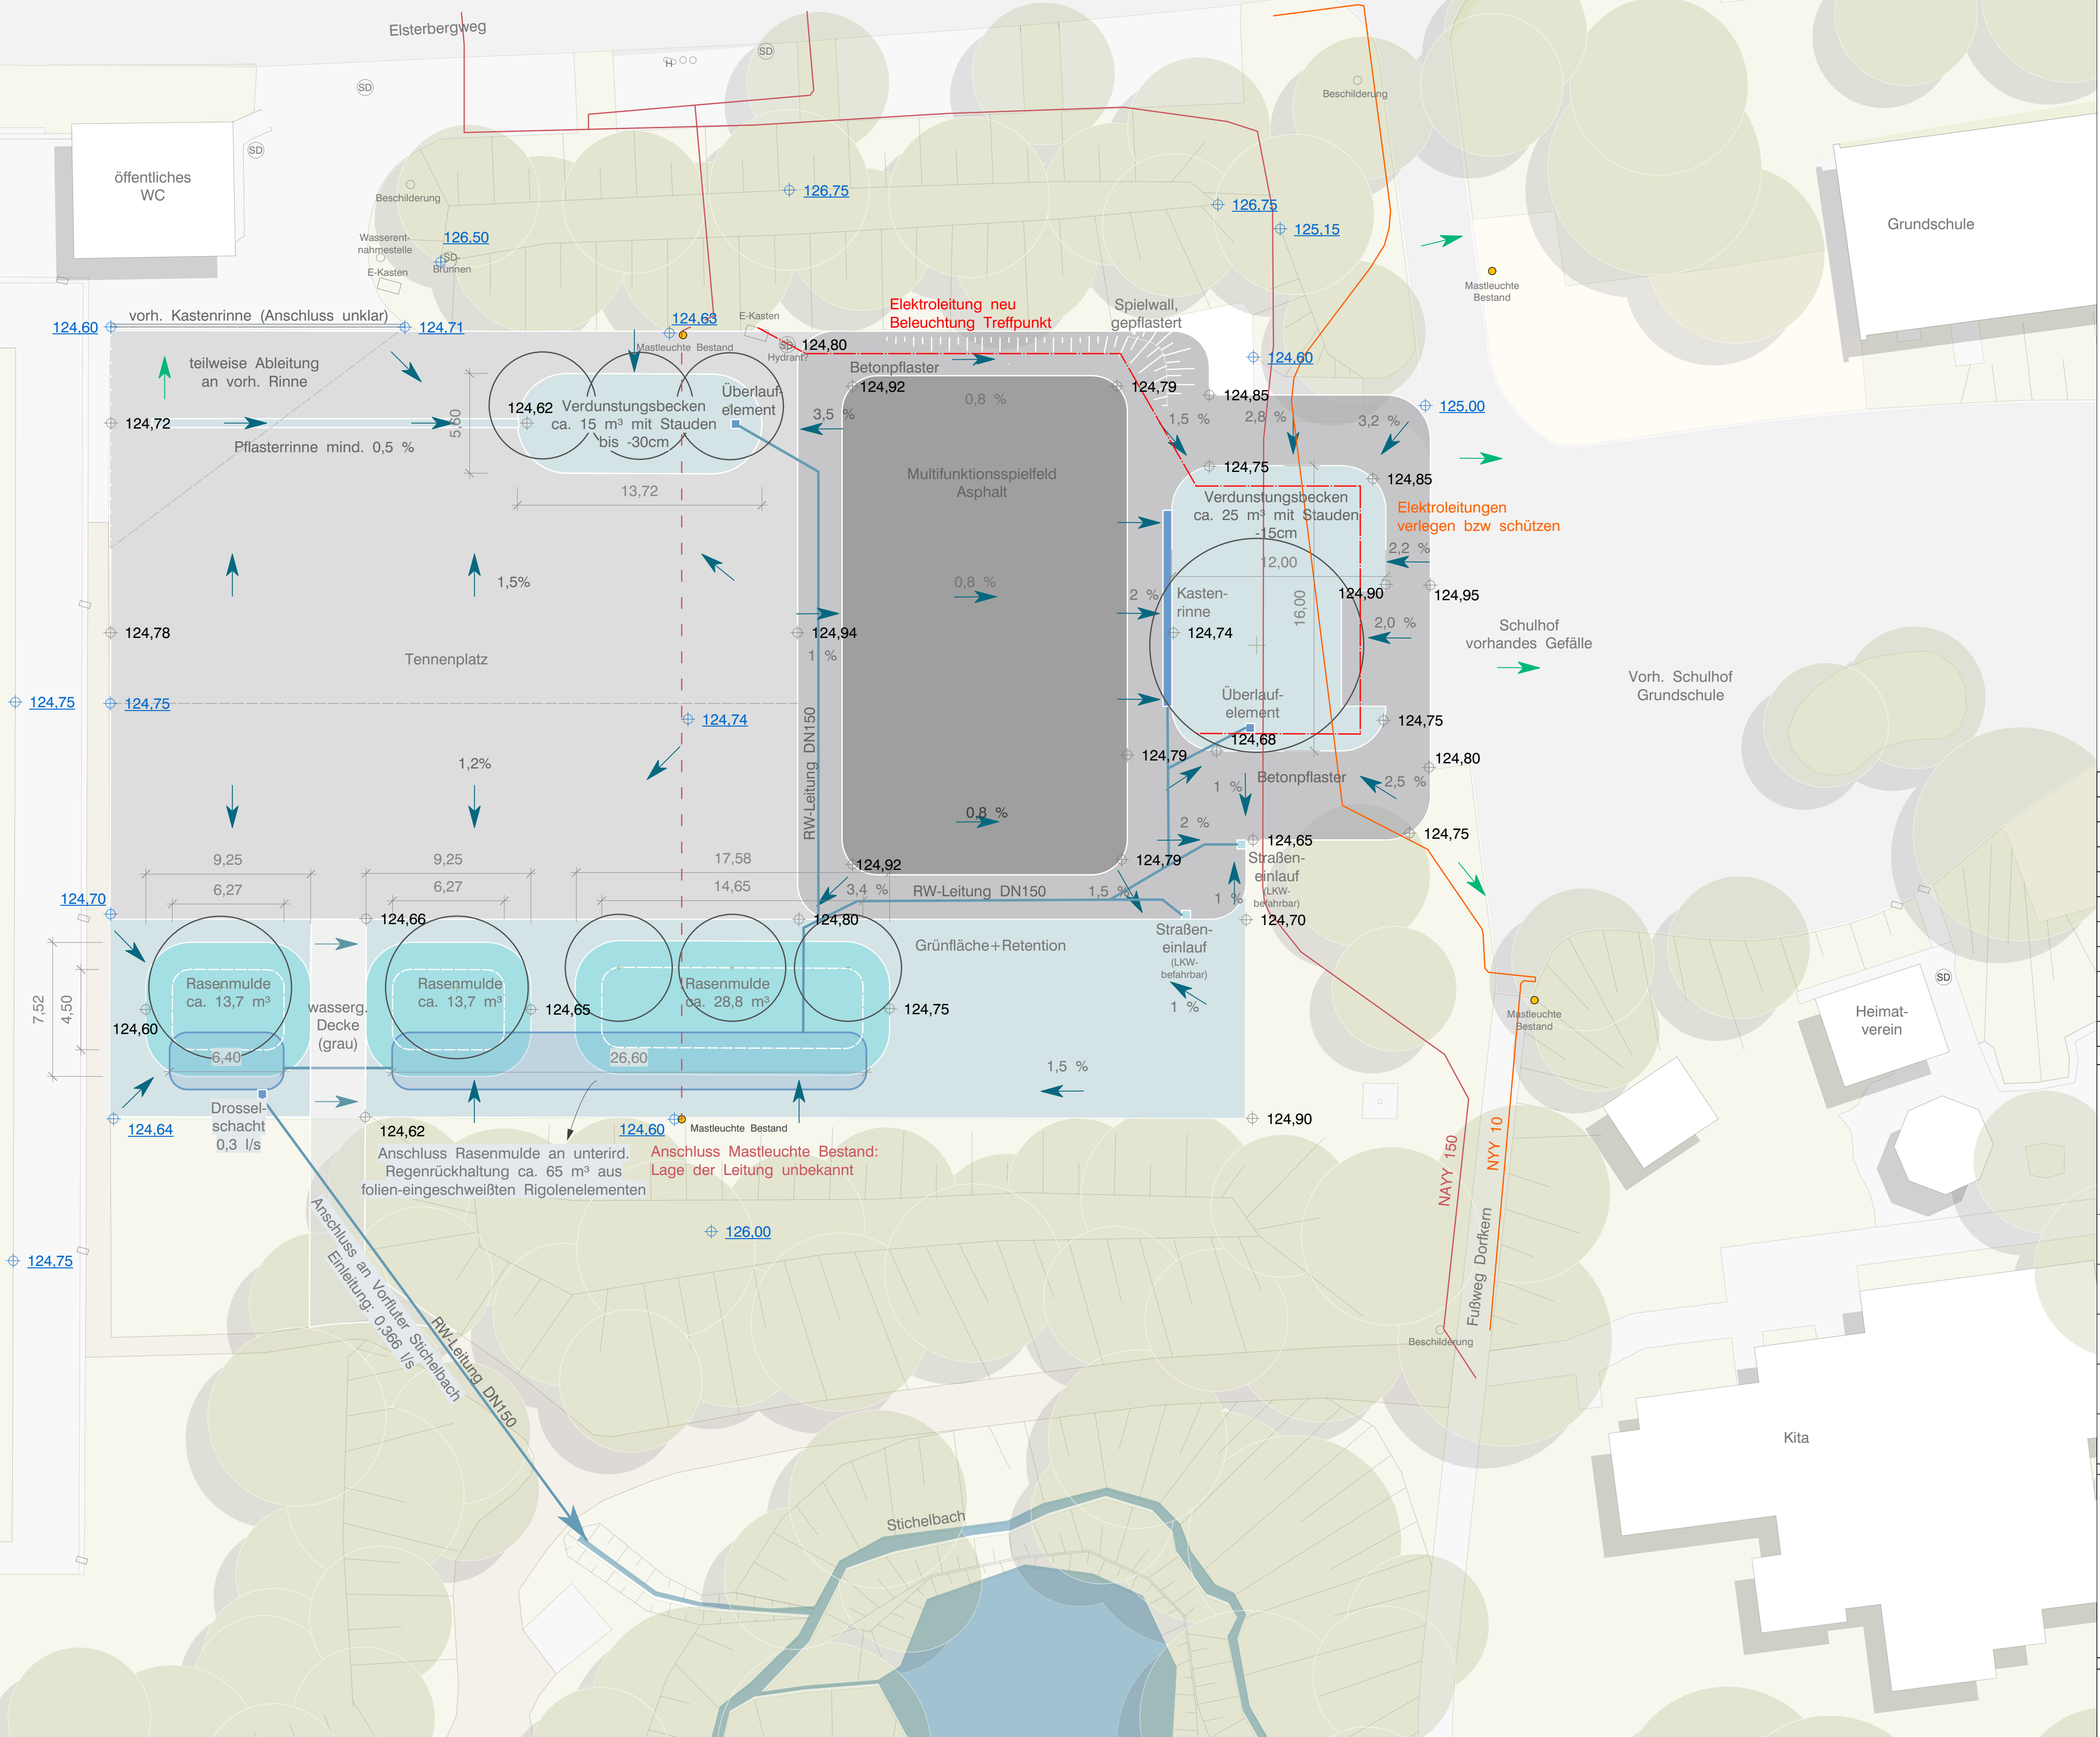 Elsterbergweg
SD
H
SD
Beschilderung
SD
öffentliches
WC
Beschilderung
126,75
126,75
125,15
Grundschule
Wasserent-
nahmestelle
126,50
SD-
Brunnen
E-Kasten
Mastleuchte
Bestand
vorh. Kastenrinne (Anschluss unklar)
124,60
124,71
124,63
E-Kasten
Elektroleitung neu
Beleuchtung Treffpunkt
Spielwall,
gepflastert
Mastleuchte Bestand
SD
Hydrant?
124,80
teilweise Ableitung
an vorh. Rinne
124,60
Betonpflaster
124,92
124,79
124,85
0,8 %
125,00
Überlauf-
element
124,62
Verdunstungsbecken
ca. 15 m³ mit Stauden
bis -30cm
5,60
3,5 %
1,5 %
2,8 %
3,2 %
124,72
Pflasterrinne mind. 0,5 %
13,72
Multifunktionsspielfeld
Asphalt
124,75
124,85
Verdunstungsbecken
ca. 25 m³ mit Stauden
-15cm
Elektroleitungen
verlegen bzw schützen
2,2 %
12,00
1,5%
0,8 %
2 %
Kasten-
rinne
16,00
124,90
124,95
124,78
124,94
124,74
2,0 %
Schulhof
vorhandes Gefälle
1 %
Tennenplatz
Vorh. Schulhof
Grundschule
124,75
124,75
124,74
Überlauf-
element
124,75
RW-Leitung DN150
124,68
124,79
124,80
1,2%
Betonpflaster
1 %
2,5 %
0,8 %
2 %
124,65
124,75
9,25
9,25
17,58
6,27
6,27
14,65
124,92
124,79
Straßen-
einlauf
(LKW-
befahrbar)
3,4 %
RW-Leitung DN150
1,5 %
1 %
124,70
124,66
124,80
124,70
Grünfläche+Retention
Straßen-
einlauf
(LKW-
befahrbar)
SD
7,52
4,50
Rasenmulde
ca. 13,7 m³
Rasenmulde
ca. 13,7 m³
Rasenmulde
ca. 28,8 m³
wasserg.
Decke
(grau)
124,60
124,65
124,75
1 %
Mastleuchte
Bestand
Heimat-
verein
6,40
26,60
1,5 %
Drossel-
schacht
0,3 l/s
124,64
124,62
124,60
Mastleuchte Bestand
124,90
Anschluss Rasenmulde an unterird.
Regenrückhaltung ca. 65 m³ aus
folien-eingeschweißten Rigolenelementen
Anschluss Mastleuchte Bestand:
Lage der Leitung unbekannt
NAYY 150
NYY 10
126,00
124,75
Anschluss an Vorfluter Stichelbach
Einleitung: 0,366 l/s
RW-Leitung DN150
Fußweg Dorfkern
Beschilderung
Kita
Stichelbach